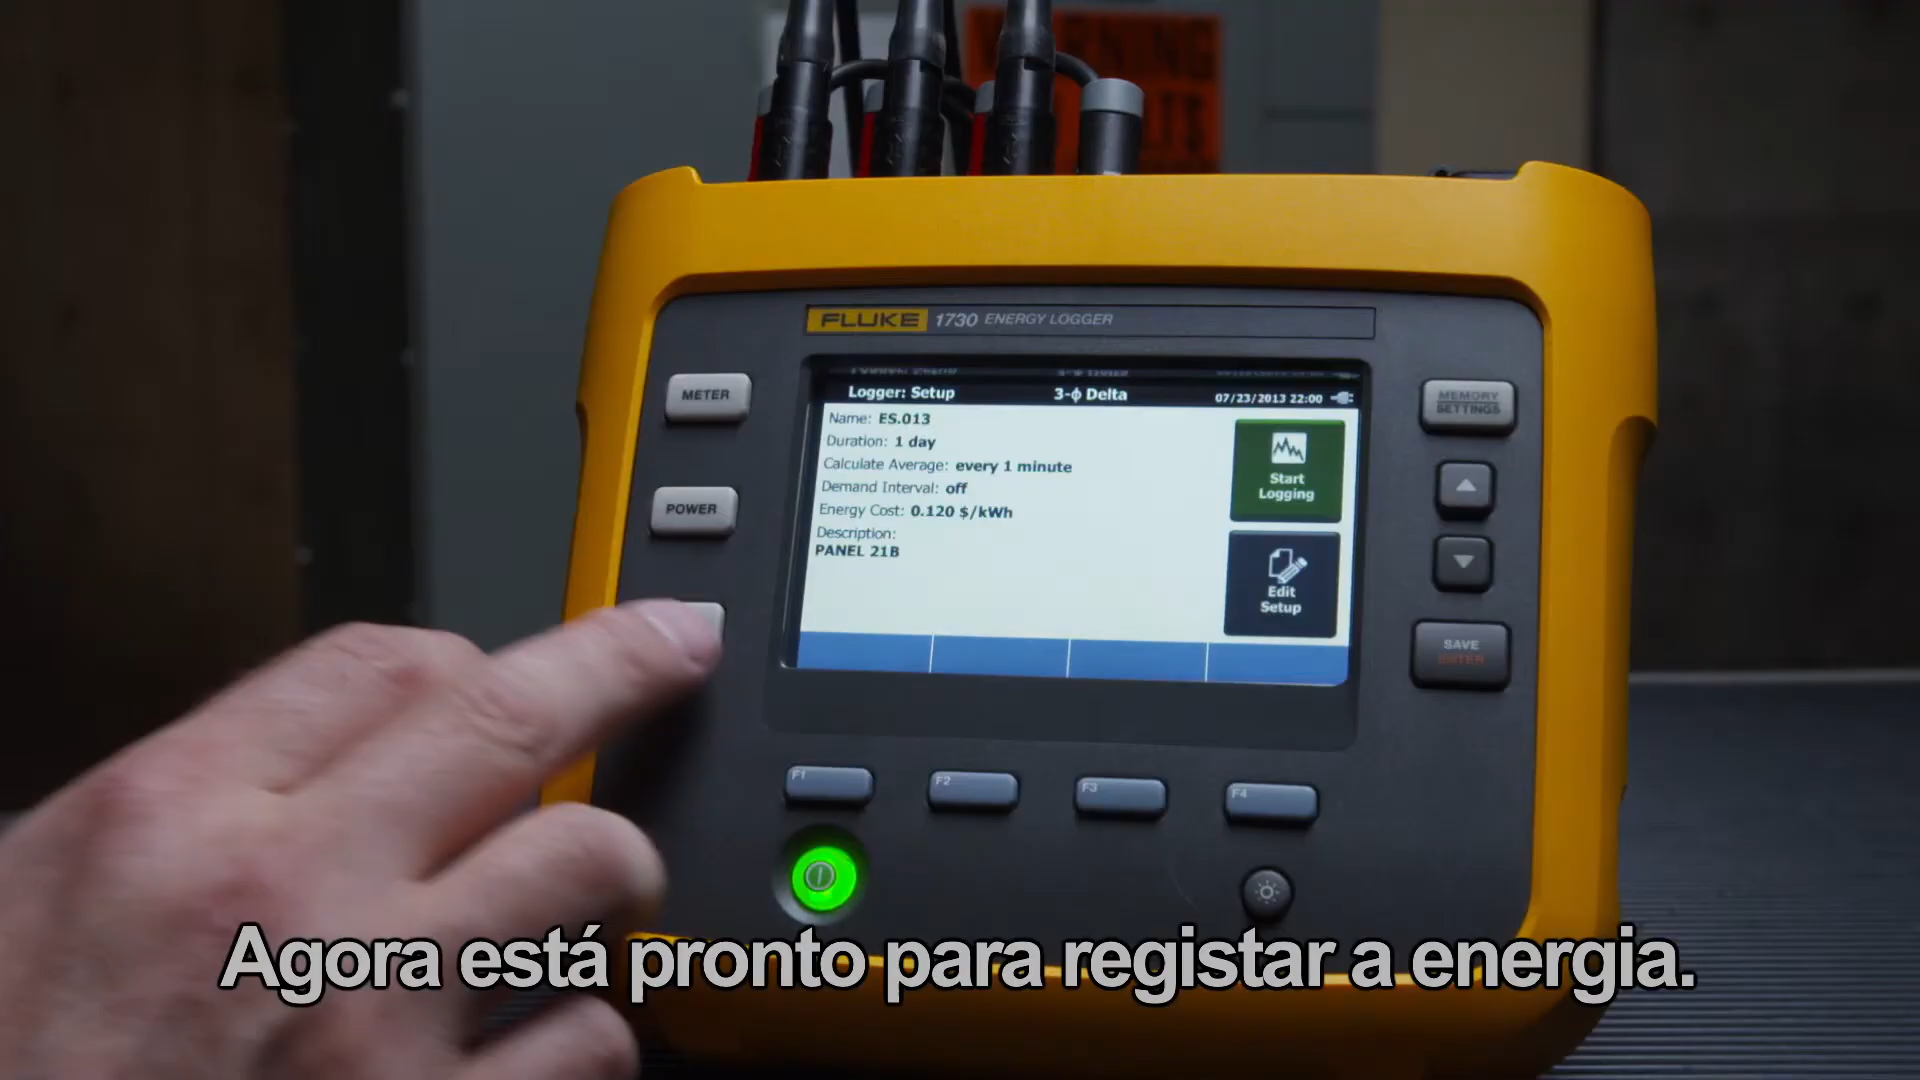 WARNING
FLUKE 1730 ENERGY LOGGER
Logger: Setup 3-ϕ Delta 07/23/2013 22:00
Name: ES.013
Duration: 1 day
Calculate Average: every 1 minute
Demand Interval: off
Energy Cost: 0.120 $/kWh
Description:
PANEL 21B
Start
Logging
Edit
Setup
METER
POWER
MEMORY
SETTINGS
SAVE
ENTER
F1 F2 F3 F4
Agora está pronto para registar a energia.